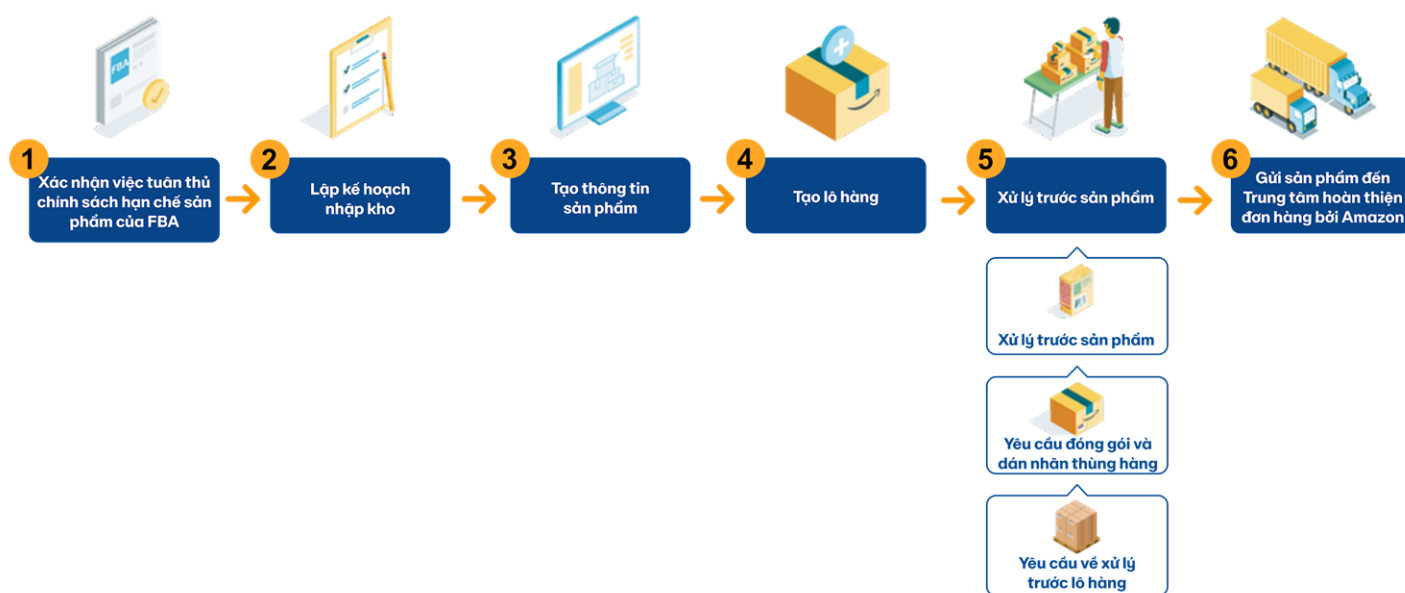 FBA
1
Xác nhận việc tuân thủ
chính sách hạn chế sản
phẩm của FBA
2
Lập kế hoạch
nhập kho
3
Tạo thông tin
sản phẩm
4
Tạo lô hàng
5
Xử lý trước sản phẩm
6
Gửi sản phẩm đến
Trung tâm hoàn thiện
đơn hàng bởi Amazon
Xử lý trước sản phẩm
Yêu cầu đóng gói và
dán nhãn thùng hàng
Yêu cầu về xử lý
trước lô hàng